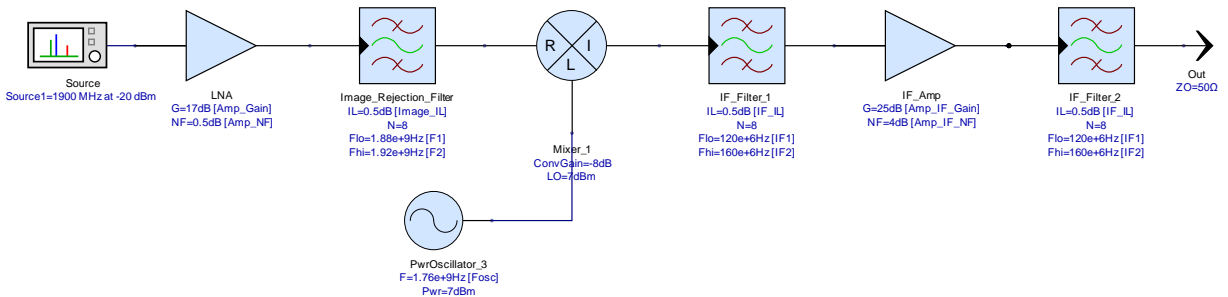 Source
Source1=1900 MHz at -20 dBm
LNA
G=17dB [Amp_Gain]
NF=0.5dB [Amp_NF]
Image_Rejection_Filter
IL=0.5dB [Image_IL]
N=8
Flo=1.88e+9Hz [F1]
Fhi=1.92e+9Hz [F2]
R
I
L
Mixer_1
ConvGain=-8dB
LO=7dBm
PwrOscillator_3
F=1.76e+9Hz [Fosc]
Pwr=7dBm
IF_Filter_1
IL=0.5dB [IF_IL]
N=8
Flo=120e+6Hz [IF1]
Fhi=160e+6Hz [IF2]
IF_Amp
G=25dB [Amp_IF_Gain]
NF=4dB [Amp_IF_NF]
IF_Filter_2
IL=0.5dB [IF_IL]
N=8
Flo=120e+6Hz [IF1]
Fhi=160e+6Hz [IF2]
Out
ZO=50Ω